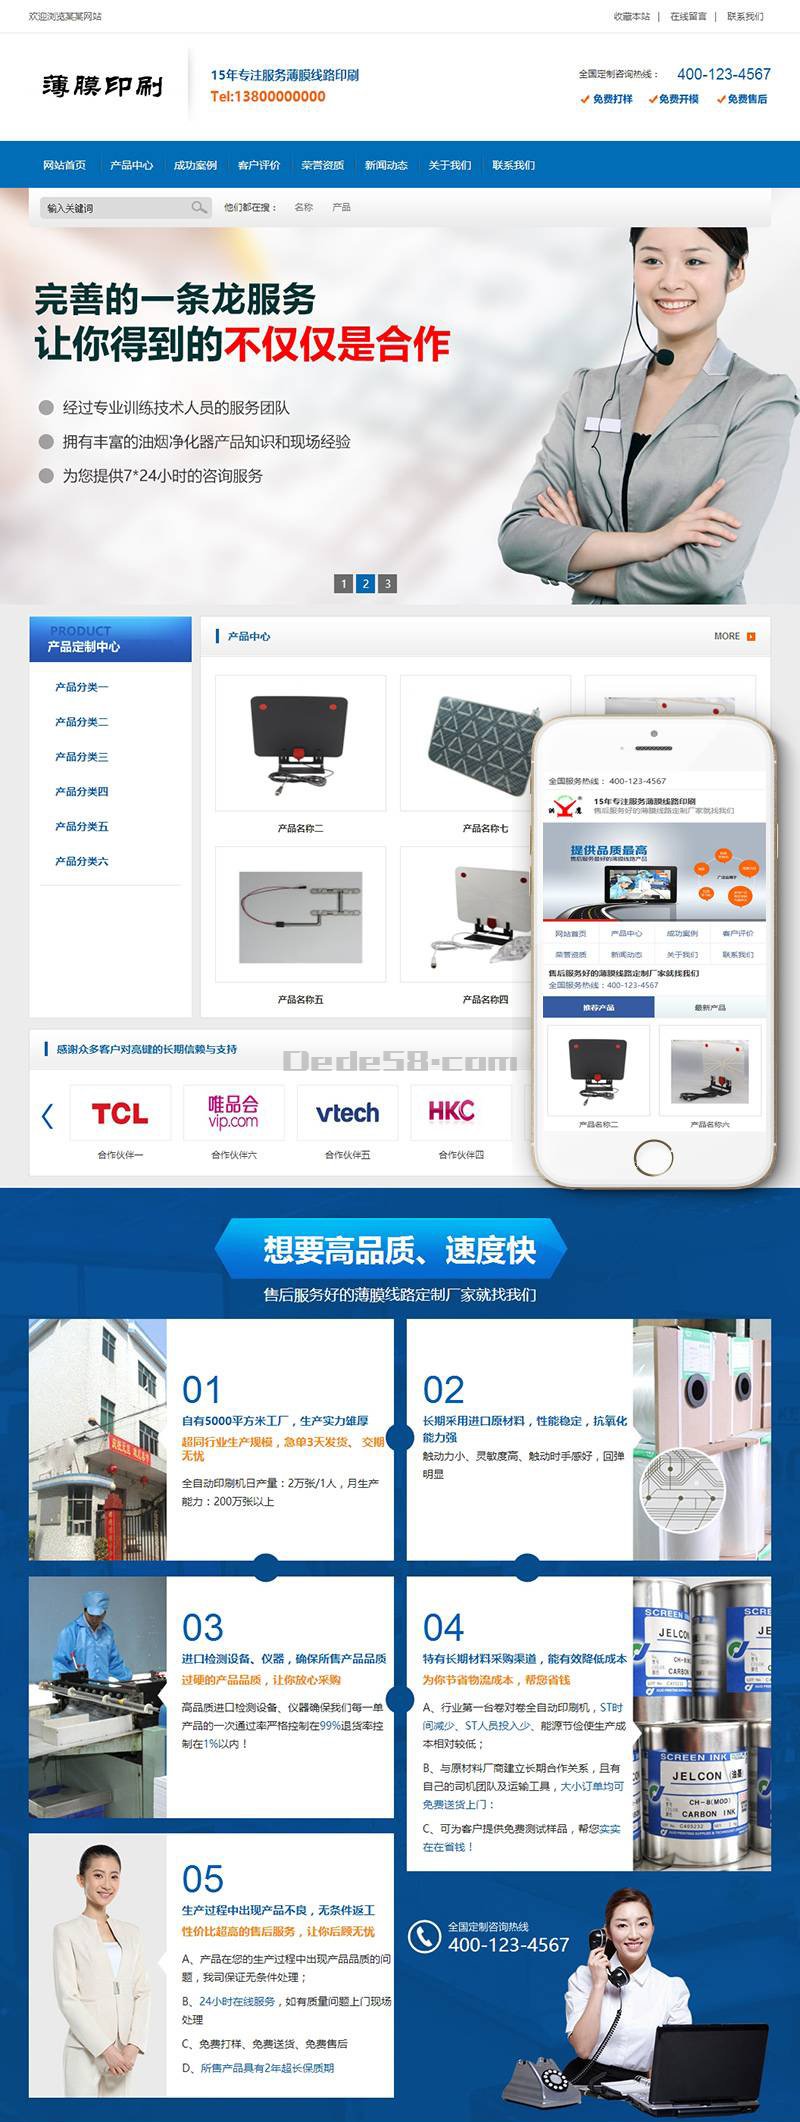 欢迎浏览某某网站
收藏本站 | 在线留言 | 联系我们
薄膜印刷
15年专注服务薄膜线路印刷
Tel:13800000000
全国定制咨询热线： 400-123-4567
免费打样 免费开模 免费售后
网站首页 产品中心 成功案例 客户评价 荣誉资质 新闻动态 关于我们 联系我们
输入关键词 他们都在搜： 名称 产品
完善的一条龙服务
让你得到的不仅仅是合作
经过专业训练技术人员的服务团队
拥有丰富的油烟净化器产品知识和现场经验
为您提供7*24小时的咨询服务
1 2 3
PRODUCT
产品定制中心
产品分类一
产品分类二
产品分类三
产品分类四
产品分类五
产品分类六
产品中心 MORE
产品名称二 产品名称七
产品名称五 产品名称四
全国服务热线： 400-123-4567
洪鹰
15年专注服务薄膜线路印刷
售后服务好的薄膜线路定制厂家就找我们
提供品质最高
售后服务最好的薄膜线路产品
网站首页 产品中心 成功案例 客户评价
荣誉资质 新闻动态 关于我们 联系我们
售后服务好的薄膜线路定制厂家就找我们
全国服务热线：400-123-4567
推荐产品 最新产品
产品名称二 产品名称六
感谢众多客户对亮键的长期信赖与支持
Dede58.com
TCL 唯品会 vtech HKC
vip.com
合作伙伴一 合作伙伴六 合作伙伴五 合作伙伴四
想要高品质、速度快
售后服务好的薄膜线路定制厂家就找我们
01
自有5000平方米工厂，生产实力雄厚
超同行业生产规模，急单3天发货、交期
无忧
全自动印刷机日产量：2万张/1人，月生产
能力：200万张以上
02
长期采用进口原材料，性能稳定，抗氧化
能力强
触动力小、灵敏度高、触动时手感好，回弹
明显
03
进口检测设备、仪器，确保所售产品品质
过硬的产品品质，让你放心采购
高品质进口检测设备、仪器确保我们每一单
产品的一次通过率严格控制在99%退货率控
制在1%以内！
04
特有长期材料采购渠道，能有效降低成本
为你节省物流成本，帮您省钱
A、行业第一台卷对卷全自动印刷机，ST时
间减少、ST人员投入少、能源节俭使生产成
本相对较低；
B、与原材料厂商建立长期合作关系，且有
自己的司机团队及运输工具，大小订单均可
免费送货上门：
C、可为客户提供免费测试样品，帮您实实
在在省钱！
SCREEN INK
JELCON
CARBON INK
SCREEN INK
JELCON (油墨)
CH-8(MOD)
CARBON INK
05
生产过程中出现产品不良，无条件返工
性价比超高的售后服务，让你后顾无忧
A、产品在您的生产过程中出现产品品质的问
题，我司保证无条件处理；
B、24小时在线服务，如有质量问题上门现场
处理
C、免费打样、免费送货、免费售后
D、所售产品具有2年超长保质期
全国定制咨询热线
400-123-4567